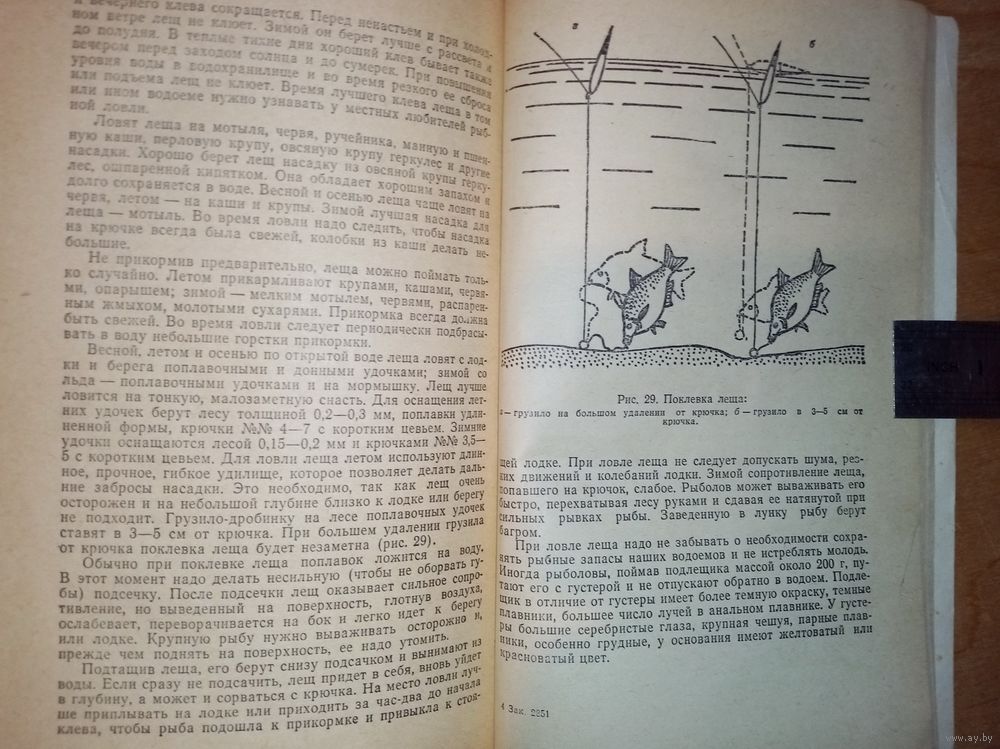 и вечернего клева сокращается. Перед ненастьем и при холод-
ном ветре лещ не клюет. Зимой он берет лучше с рассвета и
до полудня. В теплые тихие дни хороший клев бывает также
вечером перед заходом солнца и до сумерек. При повышении
уровня воды в водохранилище и во время резкого ее сброса
или подъема лещ не клюет. Время лучшего клева леща в том
или ином водоеме нужно узнавать у местных любителей рыб-
ной ловли.
Ловят леща на мотыля, червя, ручейника, манную и пшен-
ную каши, перловую крупу, овсяную крупу геркулес и другие
насадки. Хорошо берет лещ насадку из овсяной крупы герку-
лес, ошпаренной кипятком. Она обладает хорошим запахом и
долго сохраняется в воде. Весной и осенью леща чаще ловят на
червя, летом — на каши и крупы. Зимой лучшая насадка для
леща — мотыль. Во время ловли надо следить, чтобы насадка
на крючке всегда была свежей, колобки из каши делать не-
большие.
Не прикормив предварительно, леща можно поймать толь-
ко случайно. Летом прикармливают крупами, кашами, червя-
ми, опарышем; зимой — мелким мотылем, червями, распарен-
ным жмыхом, молотыми сухарями. Прикормка всегда должна
быть свежей. Во время ловли следует периодически подбрасы-
вать в воду небольшие горстки прикормки.
Весной, летом и осенью по открытой воде леща ловят с лод-
ки и берега поплавочными и донными удочками; зимой со
льда — поплавочными удочками и на мормышку. Лещ лучше
ловится на тонкую, малозаметную снасть. Для оснащения лет-
них удочек берут лесу толщиной 0,2—0,3 мм, поплавки удли-
ненной формы, крючки №№ 4—7 с коротким цевьем. Зимние
удочки оснащаются лесой 0,15—0,2 мм и крючками №№ 3,5—
5 с коротким цевьем. Для ловли леща летом используют длин-
ное, прочное, гибкое удилище, которое позволяет делать даль-
ние забросы насадки. Это необходимо, так как лещ очень
осторожен и на небольшой глубине близко к лодке или берегу
не подходит. Грузило-дробинку на лесе поплавочных удочек
ставят в 3—5 см от крючка. При большем удалении грузила
от крючка поклевка леща будет незаметна (рис. 29).
Обычно при поклевке леща поплавок ложится на воду.
В этот момент надо делать несильную (чтобы не оборвать гу-
бы) подсечку. После подсечки лещ оказывает сильное сопро-
тивление, но выведенный на поверхность, глотнув воздуха,
ослабевает, переворачивается на бок и легко идет к берегу
или лодке. Крупную рыбу нужно вываживать осторожно и,
прежде чем поднять на поверхность, ее надо утомить.
Подтащив леща, его берут снизу подсачком и вынимают из
воды. Если сразу не подсачить, лещ придет в себя, вновь уйдет
в глубину, а может и сорваться с крючка. На место ловли луч-
ше приплывать на лодке или приходить за час-два до начала
клева, чтобы рыба подошла к прикормке и привыкла к стоя-
а б
Рис. 29. Поклевка леща:
а — грузило на большом удалении от крючка; б — грузило в 3—5 см от
крючка.
щей лодке. При ловле леща не следует допускать шума, рез-
ких движений и колебаний лодки. Зимой сопротивление леща,
попавшего на крючок, слабое. Рыболов может вываживать его
быстро, перехватывая лесу руками и сдавая ее натянутой при
сильных рывках рыбы. Заведенную в лунку рыбу берут
багром.
При ловле леща надо не забывать о необходимости сохра-
нять рыбные запасы наших водоемов и не истреблять молодь.
Иногда рыболовы, поймав подлещика массой около 200 г, пу-
тают его с густерой и не отпускают обратно в водоем. Подле-
щик в отличие от густеры имеет более темную окраску, темные
плавники, большее число лучей в анальном плавнике. У густе-
ры большие серебристые глаза, крупная чешуя, парные плав-
ники, особенно грудные, у основания имеют желтоватый или
красноватый цвет.
4 Зак. 2851
INCH 1
www.ay.by